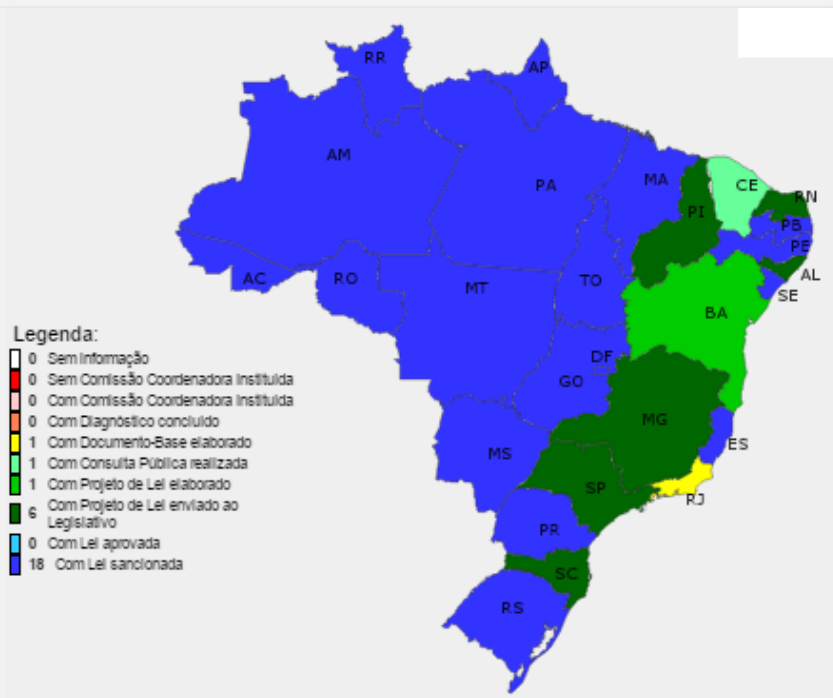 RR
AP
AM
PA
MA
CE
RN
PI
PB
PE
AL
SE
AC
RO
MT
TO
BA
DF
GO
MG
ES
MS
SP
RJ
PR
SC
RS
Legenda:
0 Sem Informação
0 Sem Comissão Coordenadora Instituída
0 Com Comissão Coordenadora Instituída
0 Com Diagnóstico concluído
1 Com Documento-Base elaborado
1 Com Consulta Pública realizada
1 Com Projeto de Lei elaborado
6 Com Projeto de Lei enviado ao
Legislativo
0 Com Lei aprovada
18 Com Lei sancionada